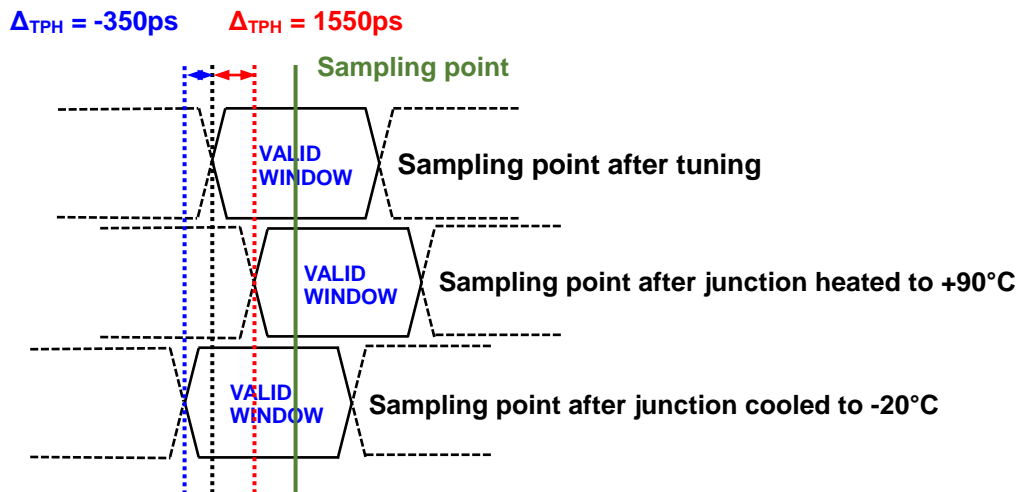 ΔTPH = -350ps ΔTPH = 1550ps
Sampling point
VALID
WINDOW
Sampling point after tuning
VALID
WINDOW
Sampling point after junction heated to +90°C
VALID
WINDOW
Sampling point after junction cooled to -20°C